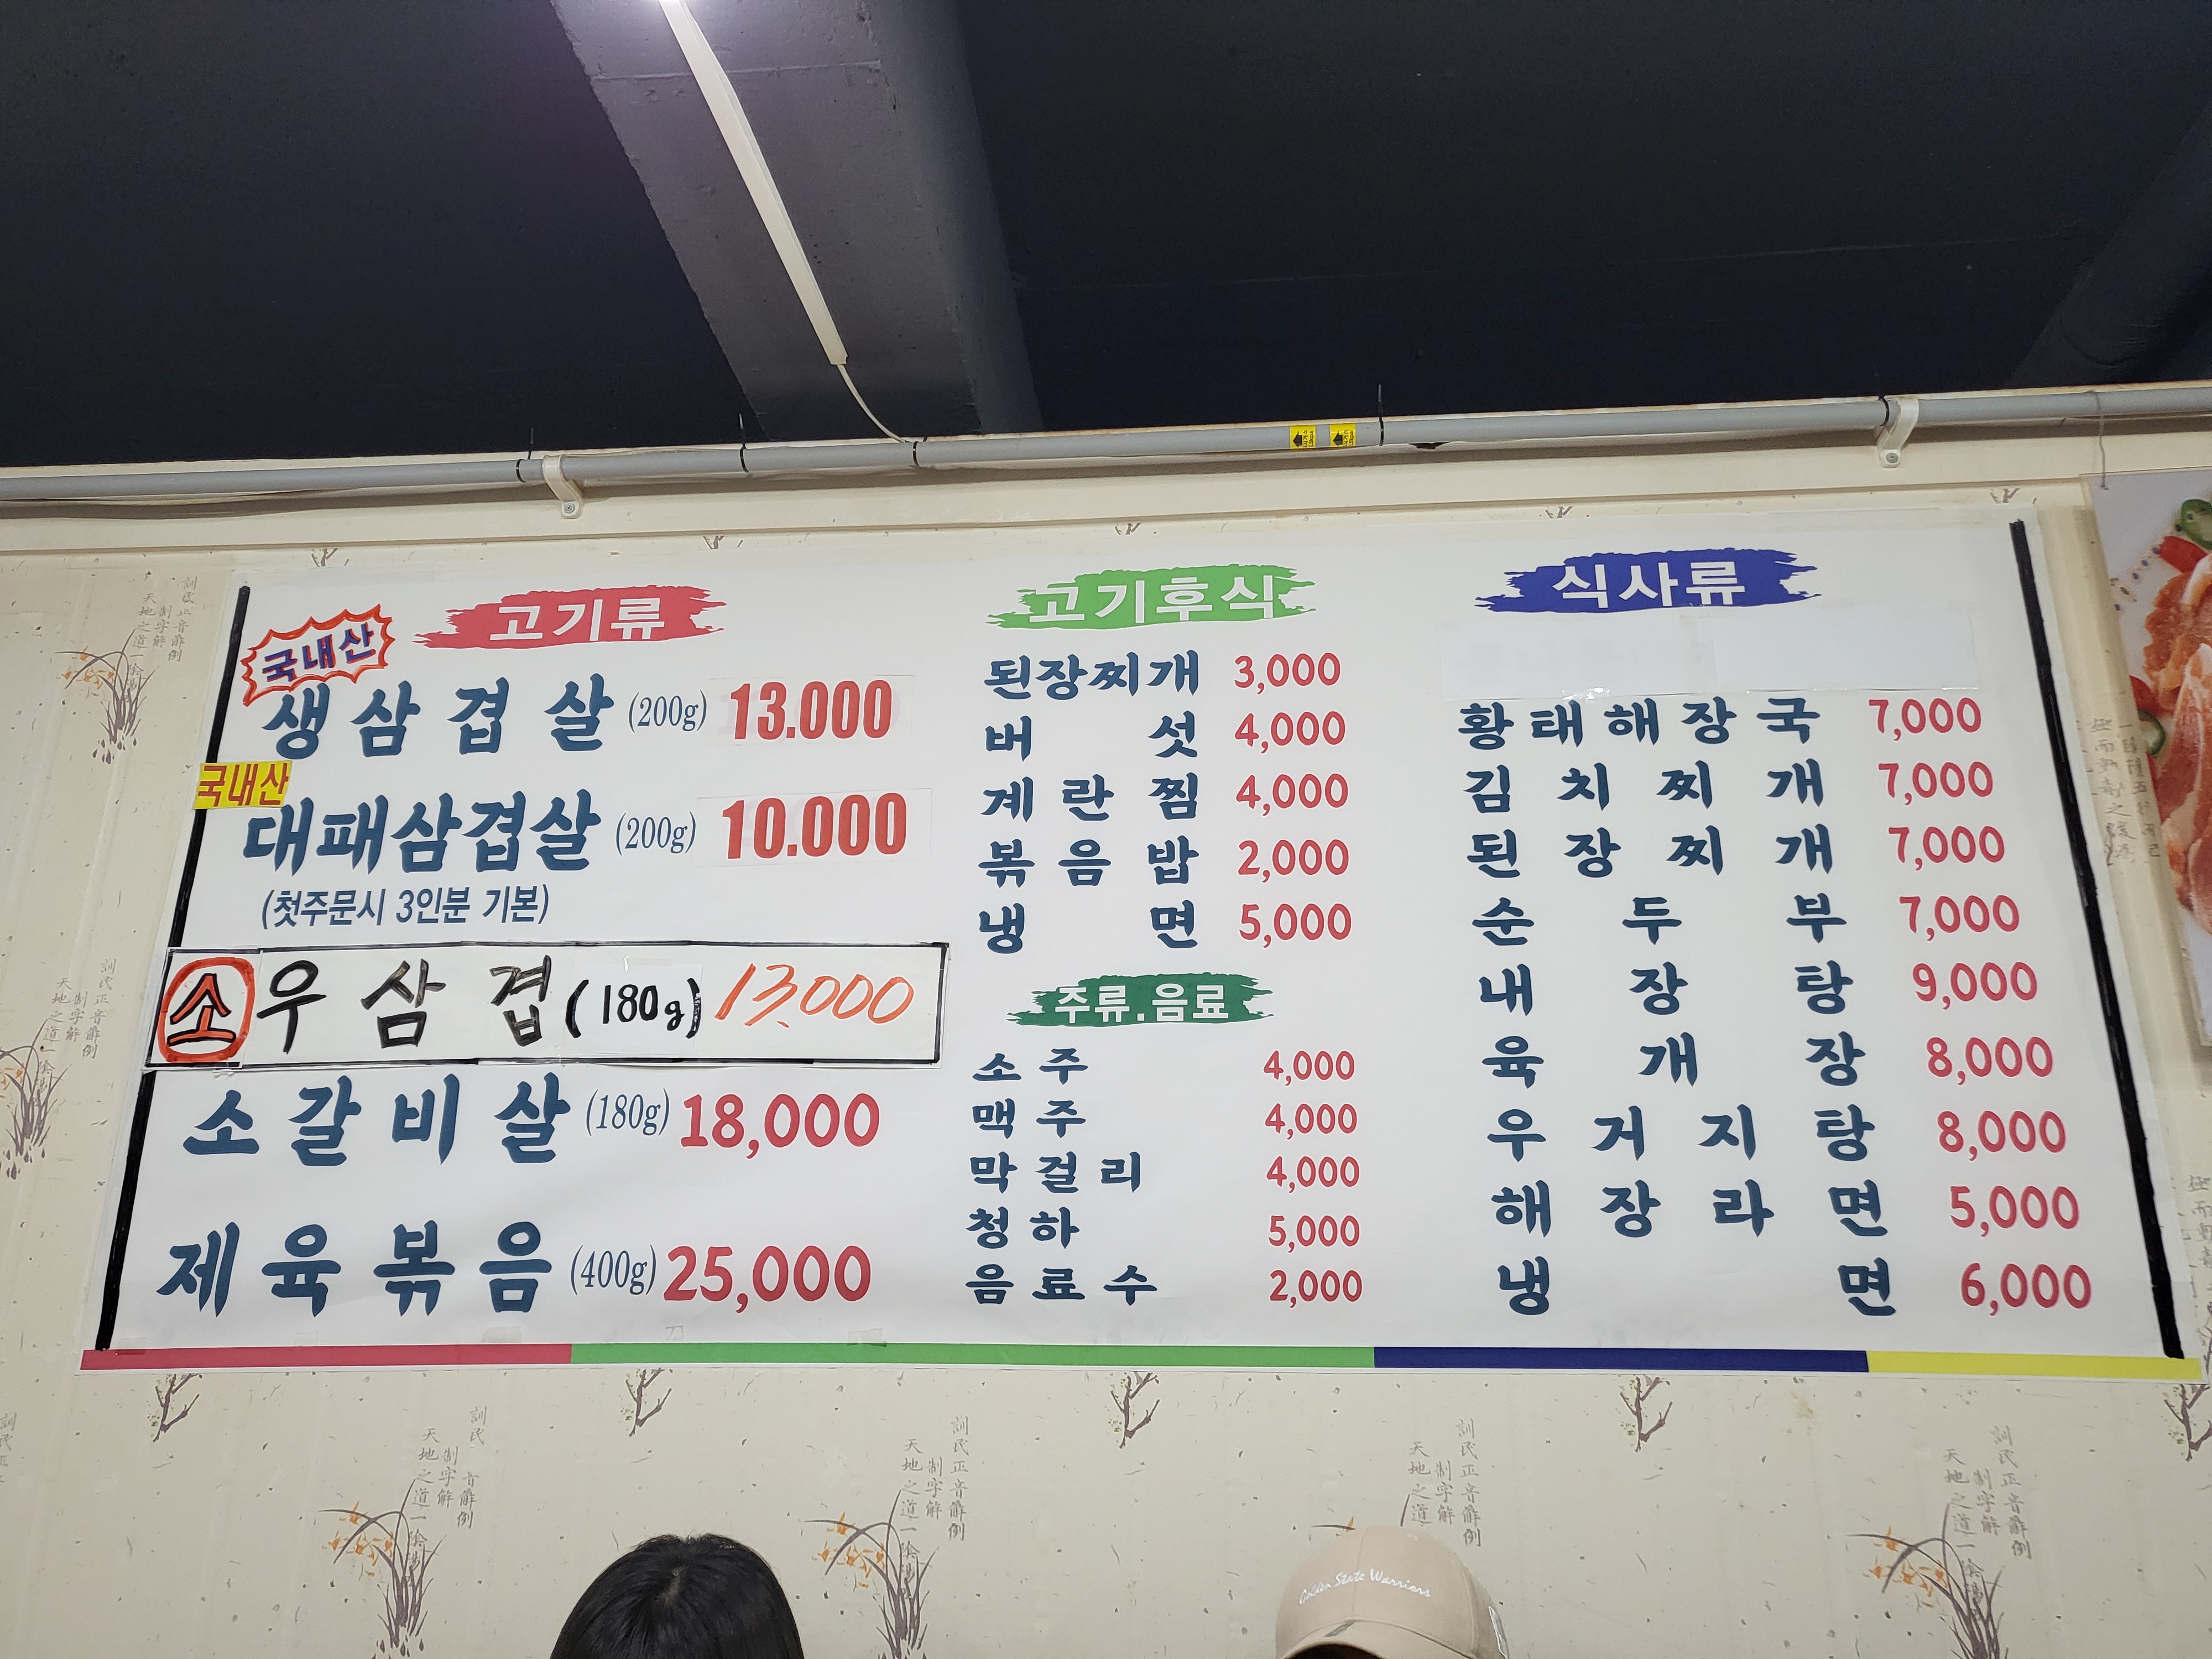 고기류
국내산
생삼겹살 (200g) 13.000
국내산
대패삼겹살 (200g) 10.000
(첫주문시 3인분 기본)
소 우삼겹 (180g) 13.000
소갈비살 (180g) 18,000
제육볶음 (400g) 25,000
고기후식
된장찌개 3,000
버섯 4,000
계란찜 4,000
볶음밥 2,000
냉면 5,000
주류.음료
소주 4,000
맥주 4,000
막걸리 4,000
청하 5,000
음료수 2,000
식사류
황태해장국 7,000
김치찌개 7,000
된장찌개 7,000
순두부 7,000
내장탕 9,000
육개장 8,000
우거지탕 8,000
해장라면 5,000
냉면 6,000
Golden State Warriors